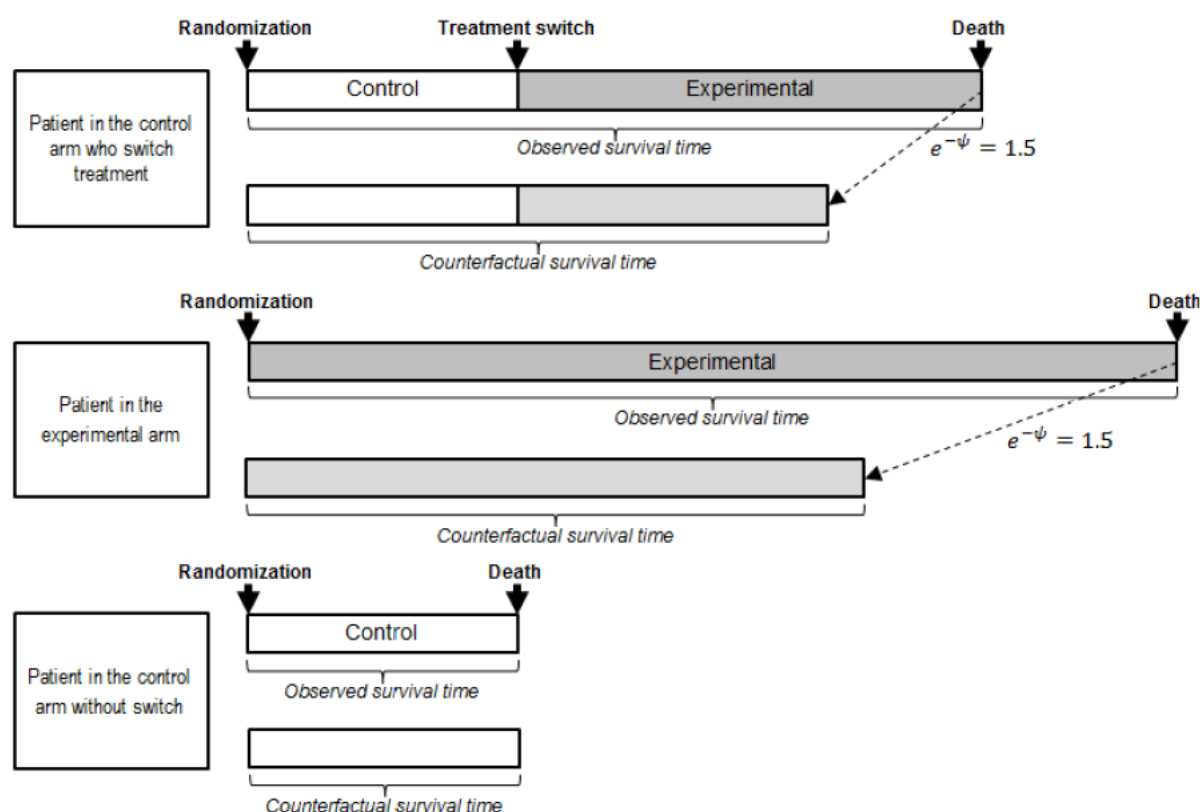 Randomization Treatment switch Death
Patient in the control
arm who switch
treatment
Control Experimental
Observed survival time
e^{-ψ} = 1.5
Counterfactual survival time
Randomization Death
Patient in the
experimental arm
Experimental
Observed survival time
e^{-ψ} = 1.5
Counterfactual survival time
Randomization Death
Patient in the control
arm without switch
Control
Observed survival time
Counterfactual survival time